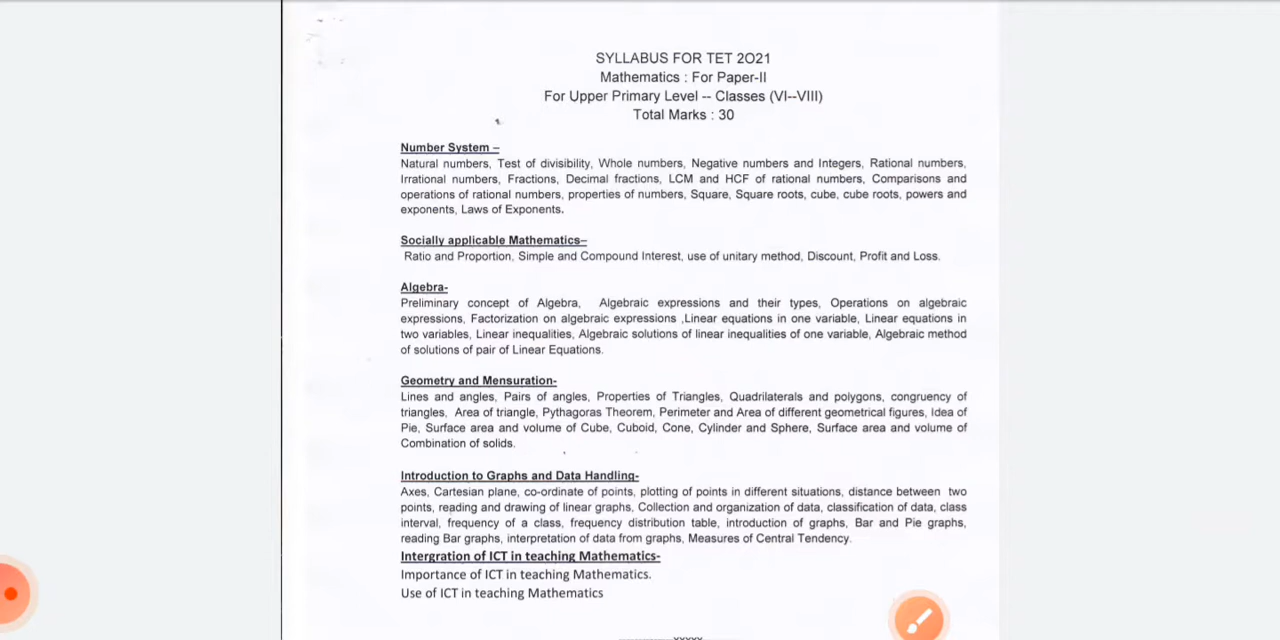 SYLLABUS FOR TET 2O21
Mathematics : For Paper-II
For Upper Primary Level -- Classes (VI--VIII)
Total Marks : 30
Number System –
Natural numbers, Test of divisibility, Whole numbers, Negative numbers and Integers, Rational numbers,
Irrational numbers, Fractions, Decimal fractions, LCM and HCF of rational numbers, Comparisons and
operations of rational numbers, properties of numbers, Square, Square roots, cube, cube roots, powers and
exponents, Laws of Exponents.
Socially applicable Mathematics–
Ratio and Proportion, Simple and Compound Interest, use of unitary method, Discount, Profit and Loss.
Algebra-
Preliminary concept of Algebra, Algebraic expressions and their types, Operations on algebraic
expressions, Factorization on algebraic expressions ,Linear equations in one variable, Linear equations in
two variables, Linear inequalities, Algebraic solutions of linear inequalities of one variable, Algebraic method
of solutions of pair of Linear Equations.
Geometry and Mensuration-
Lines and angles, Pairs of angles, Properties of Triangles, Quadrilaterals and polygons, congruency of
triangles, Area of triangle, Pythagoras Theorem, Perimeter and Area of different geometrical figures, Idea of
Pie, Surface area and volume of Cube, Cuboid, Cone, Cylinder and Sphere, Surface area and volume of
Combination of solids.
Introduction to Graphs and Data Handling-
Axes, Cartesian plane, co-ordinate of points, plotting of points in different situations, distance between two
points, reading and drawing of linear graphs, Collection and organization of data, classification of data, class
interval, frequency of a class, frequency distribution table, introduction of graphs, Bar and Pie graphs,
reading Bar graphs, interpretation of data from graphs, Measures of Central Tendency.
Intergration of ICT in teaching Mathematics-
Importance of ICT in teaching Mathematics.
Use of ICT in teaching Mathematics